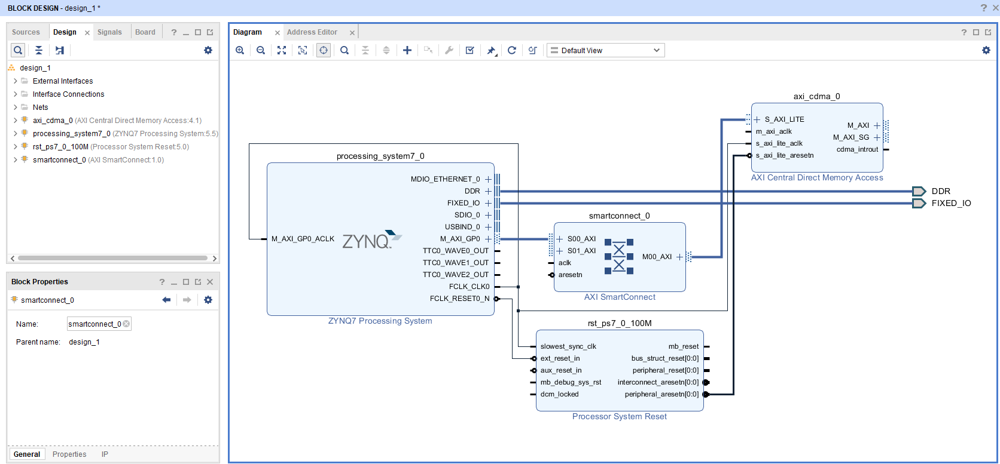 BLOCK DESIGN - design_1 *
Sources
Design
Signals
Board
design_1
External Interfaces
Interface Connections
Nets
axi_cdma_0 (AXI Central Direct Memory Access:4.1)
processing_system7_0 (ZYNQ7 Processing System:5.5)
rst_ps7_0_100M (Processor System Reset:5.0)
smartconnect_0 (AXI SmartConnect:1.0)
Block Properties
smartconnect_0
Name: smartconnect_0
Parent name: design_1
General
Properties
IP
Diagram
Address Editor
Default View
processing_system7_0
M_AXI_GP0_ACLK
ZYNQ
MDIO_ETHERNET_0
DDR
FIXED_IO
SDIO_0
USBIND_0
M_AXI_GP0
TTC0_WAVE0_OUT
TTC0_WAVE1_OUT
TTC0_WAVE2_OUT
FCLK_CLK0
FCLK_RESET0_N
ZYNQ7 Processing System
smartconnect_0
S00_AXI
S01_AXI
aclk
aresetn
M00_AXI
AXI SmartConnect
rst_ps7_0_100M
slowest_sync_clk
ext_reset_in
aux_reset_in
mb_debug_sys_rst
dcm_locked
mb_reset
bus_struct_reset[0:0]
peripheral_reset[0:0]
interconnect_aresetn[0:0]
peripheral_aresetn[0:0]
Processor System Reset
axi_cdma_0
S_AXI_LITE
m_axi_aclk
s_axi_lite_aclk
s_axi_lite_aresetn
M_AXI
M_AXI_SG
cdma_introut
AXI Central Direct Memory Access
DDR
FIXED_IO